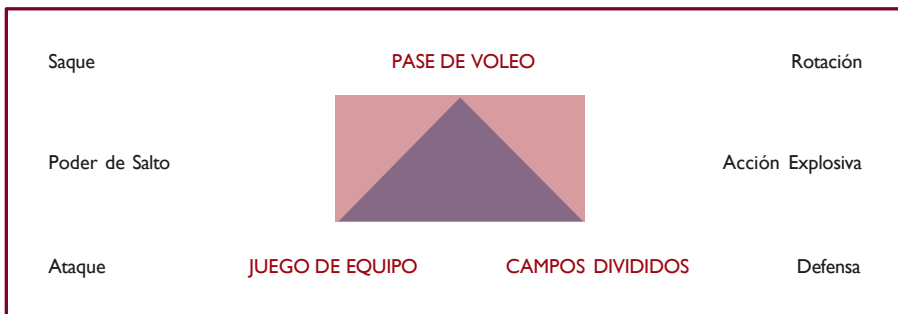 Saque PASE DE VOLEO Rotación
Poder de Salto Acción Explosiva
Ataque JUEGO DE EQUIPO CAMPOS DIVIDIDOS Defensa